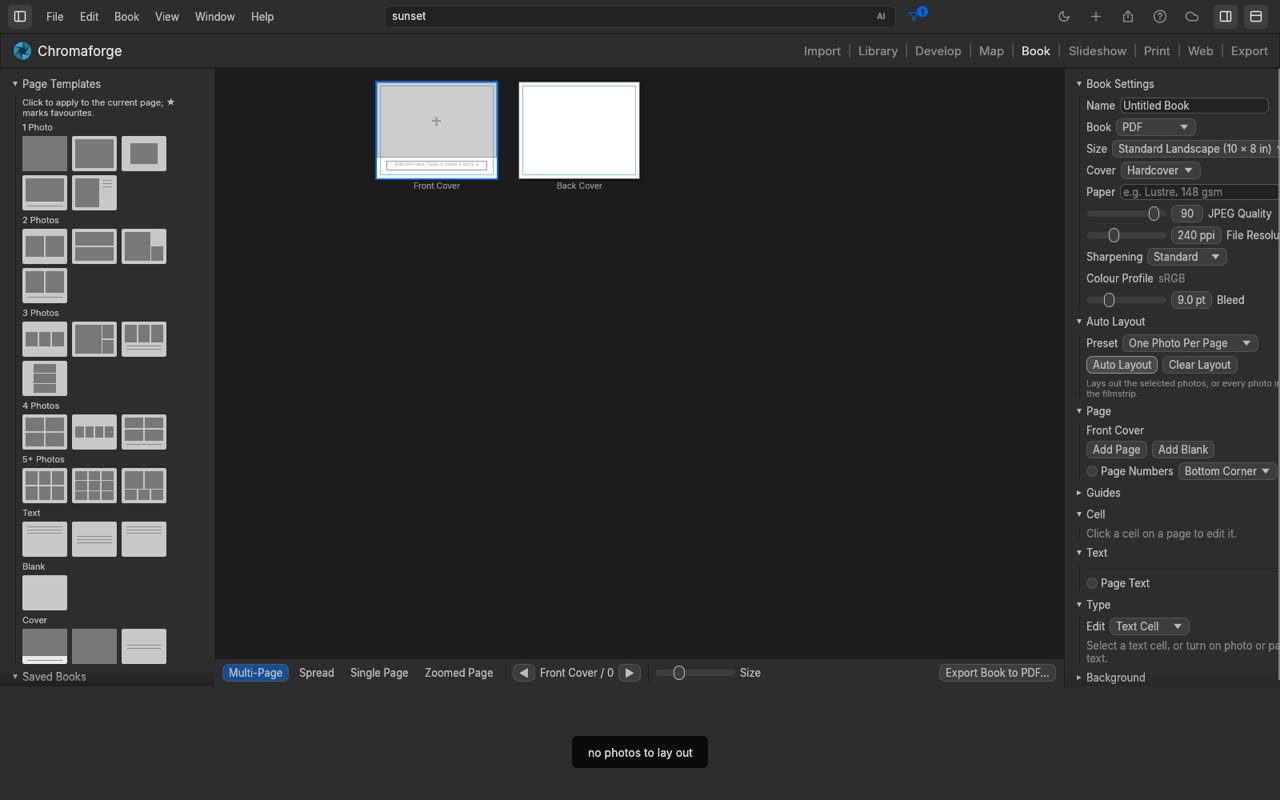 File Edit Book View Window Help
sunset
AI
1
Chromaforge
Import Library Develop Map Book Slideshow Print Web Export
Page Templates
Click to apply to the current page; ★
marks favourites.
1 Photo
2 Photos
3 Photos
4 Photos
5+ Photos
Text
Blank
Cover
Saved Books
Front Cover
Back Cover
Multi-Page Spread Single Page Zoomed Page
Front Cover / 0
Size
Export Book to PDF...
Book Settings
Name Untitled Book
Book PDF
Size Standard Landscape (10 × 8 in)
Cover Hardcover
Paper e.g. Lustre, 148 gsm
90 JPEG Quality
240 ppi File Resolu
Sharpening Standard
Colour Profile sRGB
9.0 pt Bleed
Auto Layout
Preset One Photo Per Page
Auto Layout Clear Layout
Lays out the selected photos, or every photo in
the filmstrip.
Page
Front Cover
Add Page Add Blank
Page Numbers Bottom Corner
Guides
Cell
Click a cell on a page to edit it.
Text
Page Text
Type
Edit Text Cell
Select a text cell, or turn on photo or pa
text.
Background
no photos to lay out